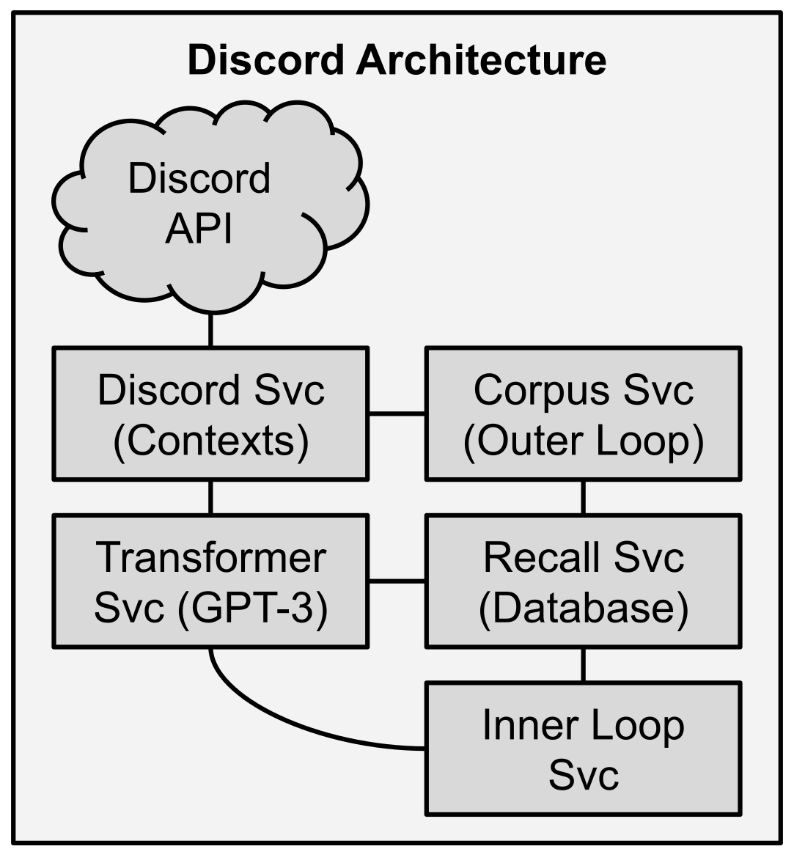 Discord Architecture
Discord
API
Discord Svc
(Contexts)
Corpus Svc
(Outer Loop)
Transformer
Svc (GPT-3)
Recall Svc
(Database)
Inner Loop
Svc